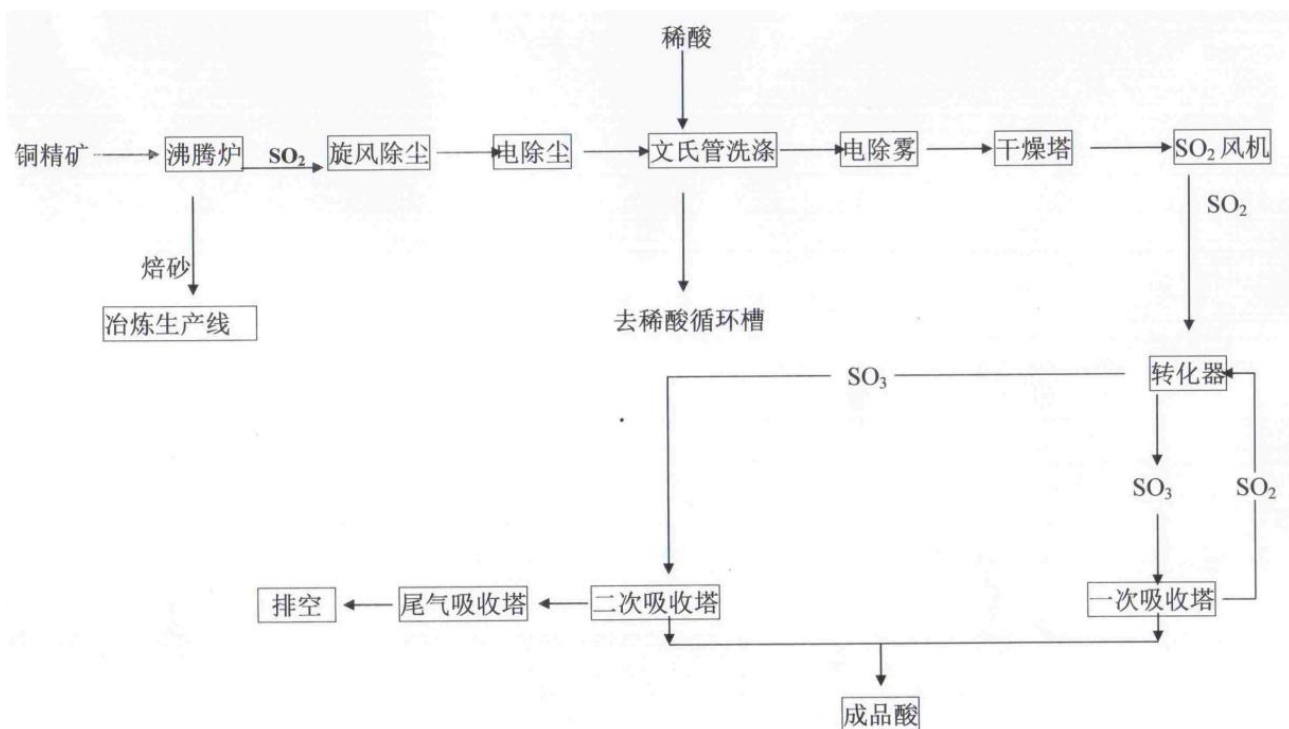 稀酸
铜精矿
沸腾炉
SO₂
旋风除尘
电除尘
文氏管洗涤
电除雾
干燥塔
SO₂风机
SO₂
焙砂
冶炼生产线
去稀酸循环槽
SO₃
转化器
SO₃
SO₂
排空
尾气吸收塔
二次吸收塔
一次吸收塔
成品酸